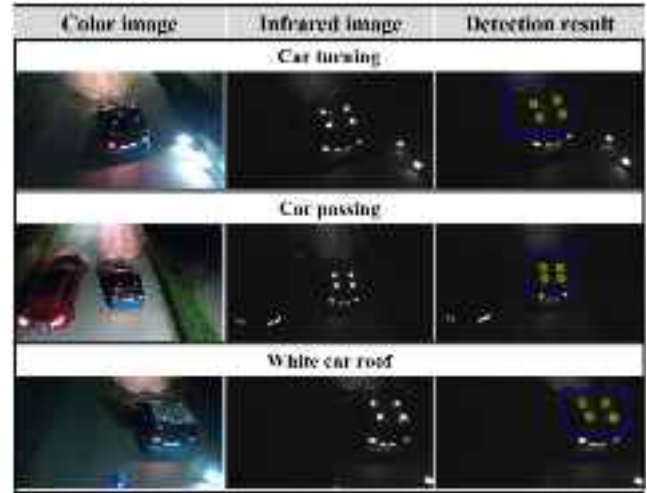 Color image Infrared image Detection result
Car turning
Car passing
White car roof